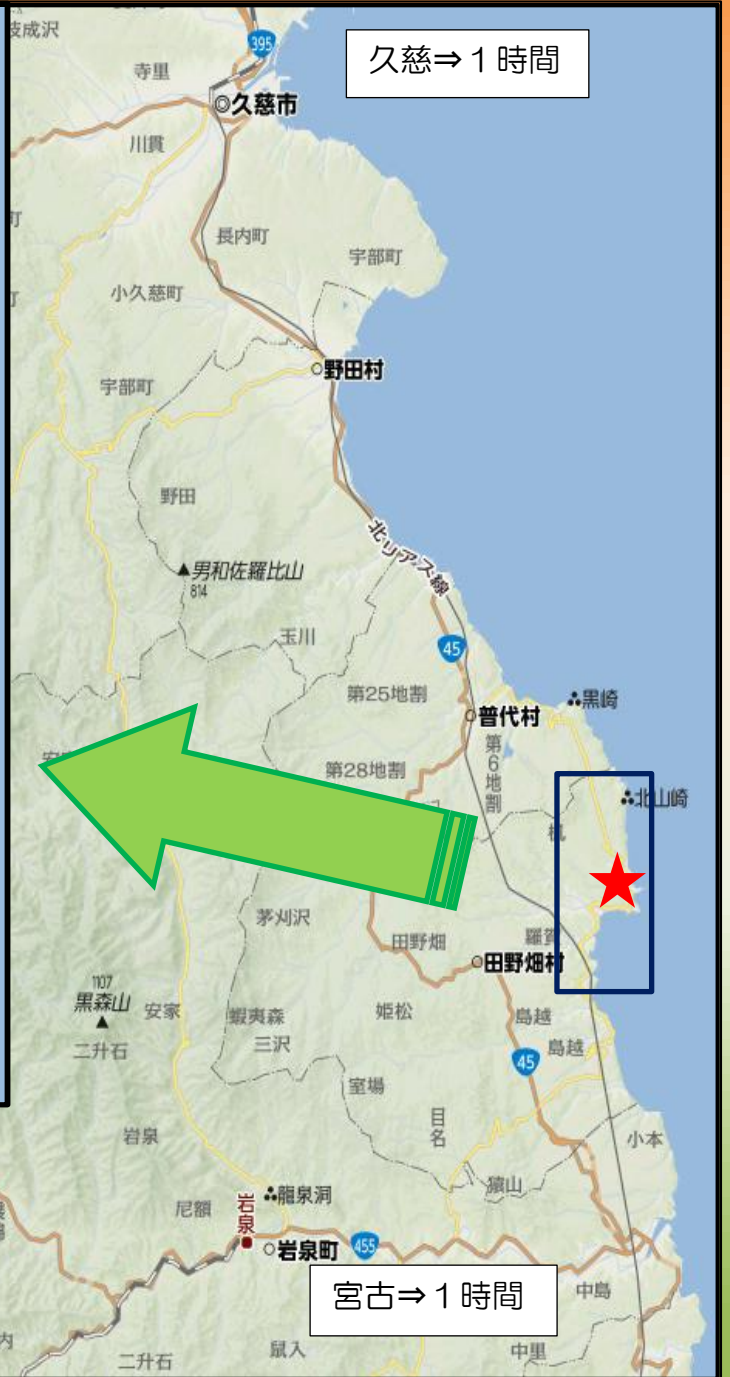 395
久慈⇒１時間
寺里
◎久慈市
川貫
長内町
宇部町
小久慈町
○野田村
宇部町
野田
北リアス線
▲男和佐羅比山
814
玉川
45
第25地割
黒崎
○普代村
第6地割
第28地割
北山崎
机
茅刈沢
田野畑
羅賀
○田野畑村
1107
黒森山
▲
安家
蝦夷森
姫松
島越
二升石
三沢
島越
45
室場
目名
岩泉
小本
猿山
龍泉洞
尼額
岩泉
○岩泉町
455
宮古⇒１時間
中島
鼠入
中里
二升石